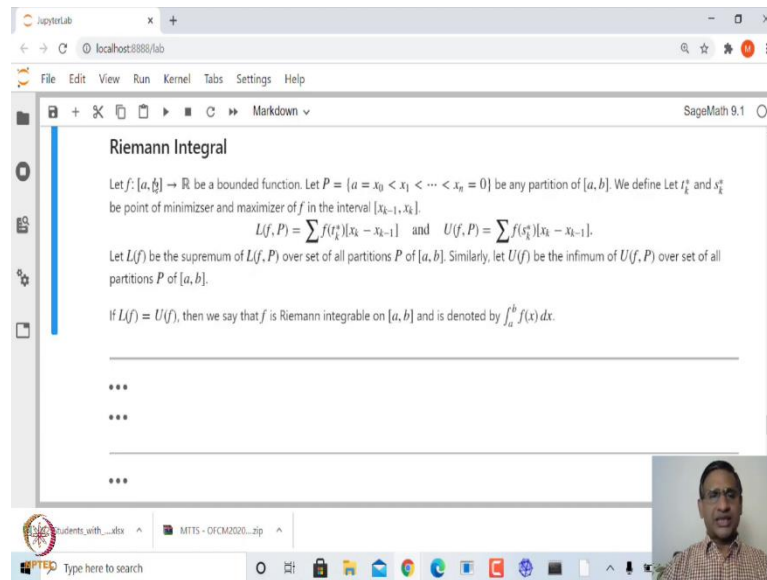 JupyterLab
localhost:8888/lab
M
File Edit View Run Kernel Tabs Settings Help
Markdown
SageMath 9.1
Riemann Integral
Let f: [a, b] → ℝ be a bounded function. Let P = {a = x₀ < x₁ < ⋯ < xₙ = 0} be any partition of [a, b]. We define Let t*ₖ and s*ₖ
be point of minimizser and maximizer of f in the interval [xₖ₋₁, xₖ].
L(f, P) = ∑ f(t*ₖ)[xₖ − xₖ₋₁] and U(f, P) = ∑ f(s*ₖ)[xₖ − xₖ₋₁].
Let L(f) be the supremum of L(f, P) over set of all partitions P of [a, b]. Similarly, let U(f) be the infimum of U(f, P) over set of all
partitions P of [a, b].
If L(f) = U(f), then we say that f is Riemann integrable on [a, b] and is denoted by ∫ₐᵇ f(x) dx.
•••
•••
•••
MTTS - OFCM2020....zip
Type here to search